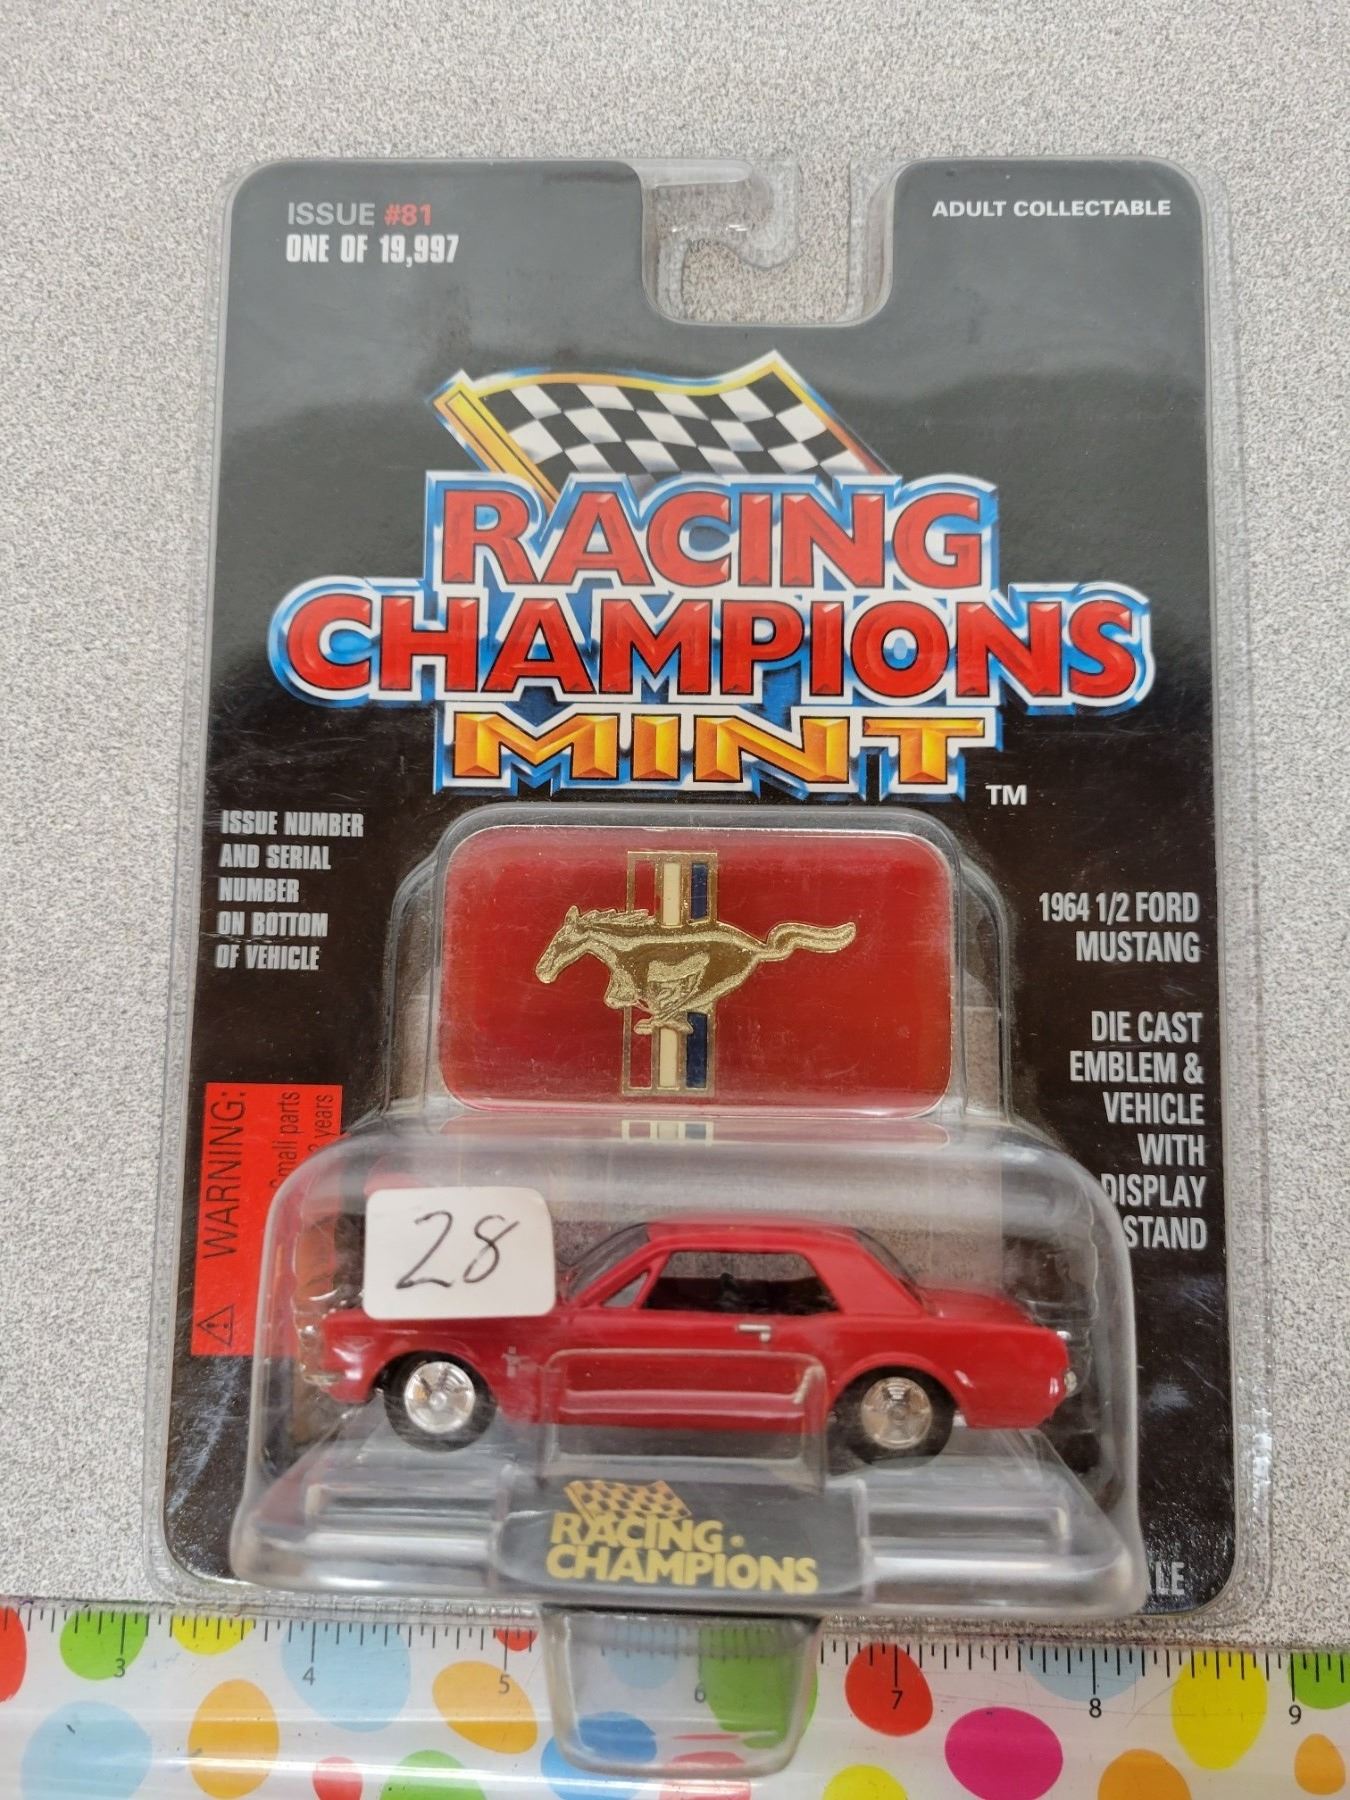 ISSUE #81
ONE OF 19,997
ADULT COLLECTABLE
RACING
CHAMPIONS
MINT
TM
ISSUE NUMBER
AND SERIAL
NUMBER
ON BOTTOM
OF VEHICLE
1964 1/2 FORD
MUSTANG
DIE CAST
EMBLEM &
VEHICLE
WITH
DISPLAY
STAND
WARNING:
Small parts
years
28
RACING
CHAMPIONS
3 4 5 6 7 8 9